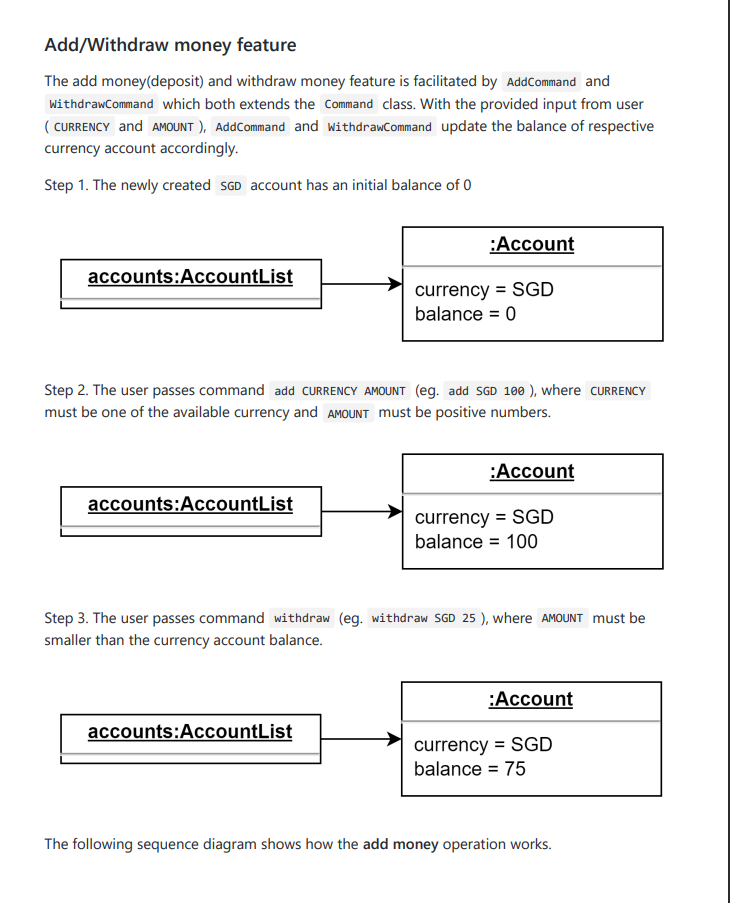 Add/Withdraw money feature
The add money(deposit) and withdraw money feature is facilitated by AddCommand and
WithdrawCommand which both extends the Command class. With the provided input from user
( CURRENCY and AMOUNT ), AddCommand and WithdrawCommand update the balance of respective
currency account accordingly.
Step 1. The newly created SGD account has an initial balance of 0
accounts:AccountList
:Account
currency = SGD
balance = 0
Step 2. The user passes command add CURRENCY AMOUNT (eg. add SGD 100 ), where CURRENCY
must be one of the available currency and AMOUNT must be positive numbers.
accounts:AccountList
:Account
currency = SGD
balance = 100
Step 3. The user passes command withdraw (eg. withdraw SGD 25 ), where AMOUNT must be
smaller than the currency account balance.
accounts:AccountList
:Account
currency = SGD
balance = 75
The following sequence diagram shows how the add money operation works.